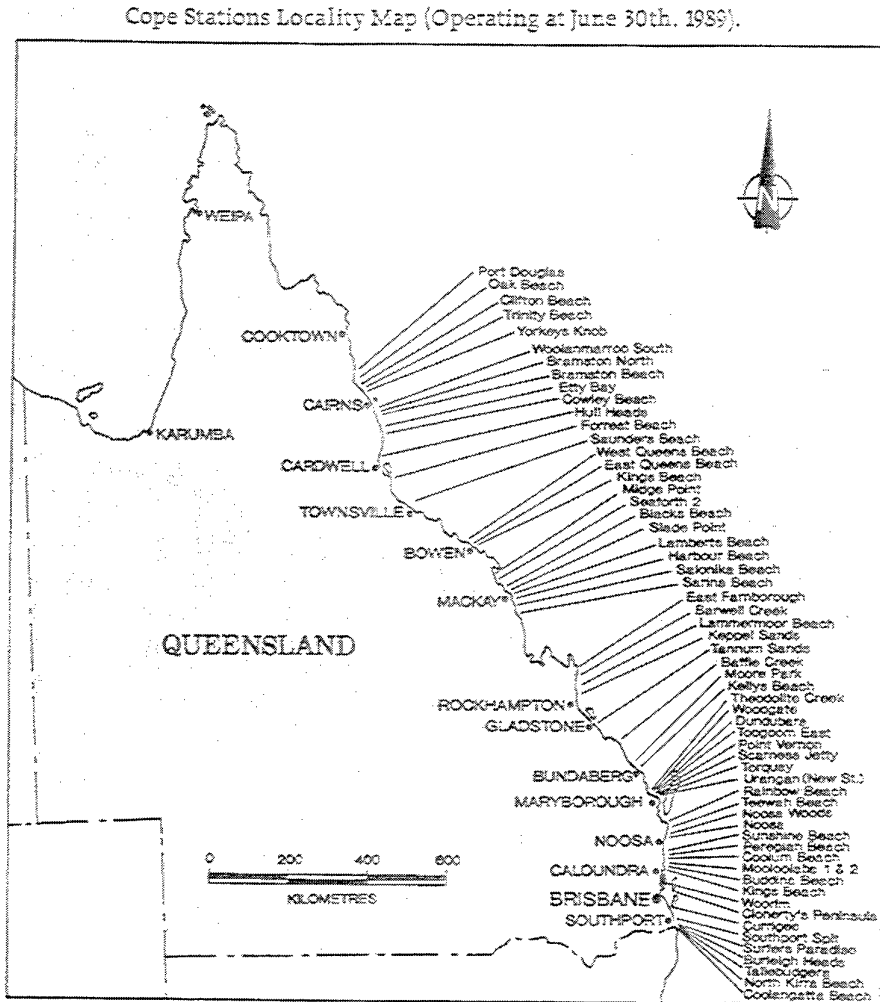 Cope Stations Locality Map (Operating at June 30th. 1989).
N
WEIPA
Port Douglas
Oak Beach
Clifton Beach
Trinity Beach
Yorkeys Knob
COOKTOWN
Woolanmarroo South
Bramston North
Bramston Beach
Etty Bay
Cowley Beach
CAIRNS
Hull Heads
Forrest Beach
KARUMBA
Saunders Beach
West Queens Beach
CARDWELL
East Queens Beach
Kings Beach
Midge Point
Seaforth 2
TOWNSVILLE
Blacks Beach
Slade Point
Lamberts Beach
BOWEN
Harbour Beach
Salonika Beach
Sarina Beach
MACKAY
East Farnborough
Barwell Creek
Lammermoor Beach
Keppel Sands
QUEENSLAND
Tannum Sands
Baffle Creek
Moore Park
Kellys Beach
Theodolite Creek
ROCKHAMPTON
Woodgate
GLADSTONE
Dundubara
Toogoom East
Point Vernon
Scarness Jetty
Torquay
BUNDABERG
Urangan (New St.)
Rainbow Beach
MARYBOROUGH
Teewah Beach
Noosa Woods
Noosa
NOOSA
Sunshine Beach
Peregian Beach
Coolum Beach
0 200 400 600
KILOMETRES
CALOUNDRA
Mooloolaba 1 & 2
Buddina Beach
Kings Beach
BRISBANE
Woorim
Clonerty's Peninsula
SOUTHPORT
Currigee
Southport Spit
Surfers Paradise
Burleigh Heads
Tallebudgera
North Kirra Beach
Coolangatta Beach